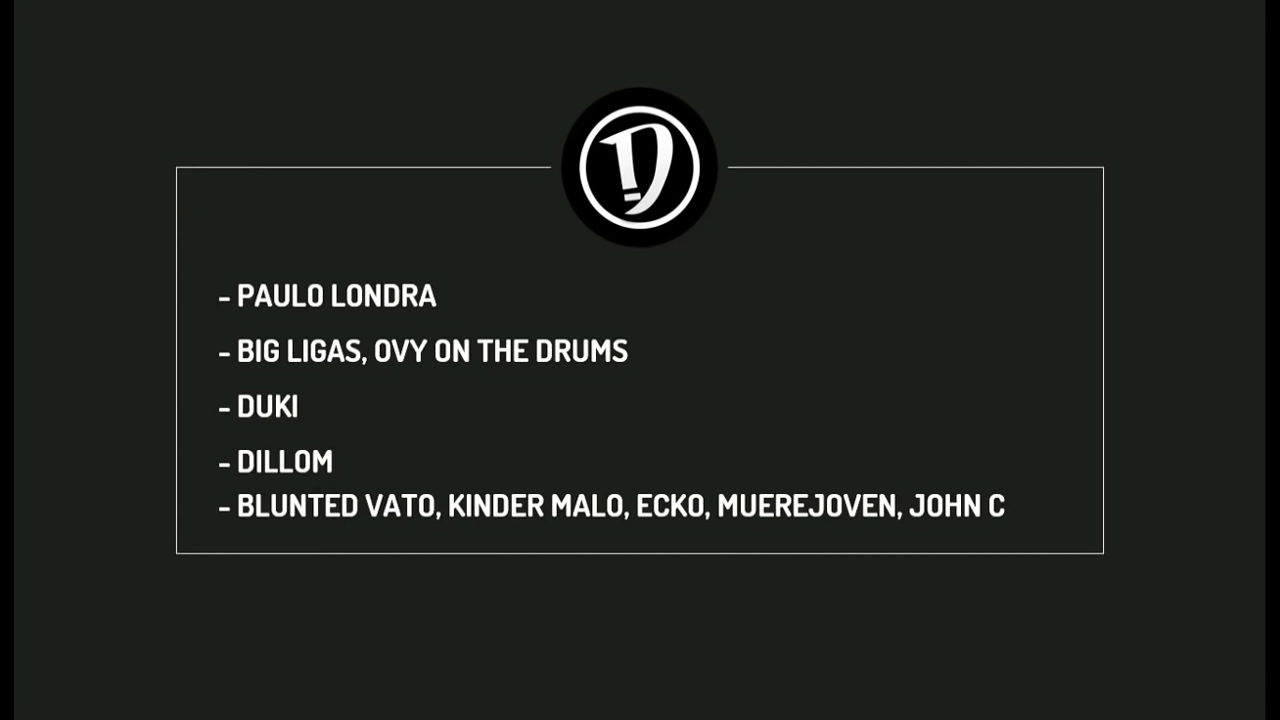 D
- PAULO LONDRA
- BIG LIGAS, OVY ON THE DRUMS
- DUKI
- DILLOM
- BLUNTED VATO, KINDER MALO, ECKO, MUEREJOVEN, JOHN C